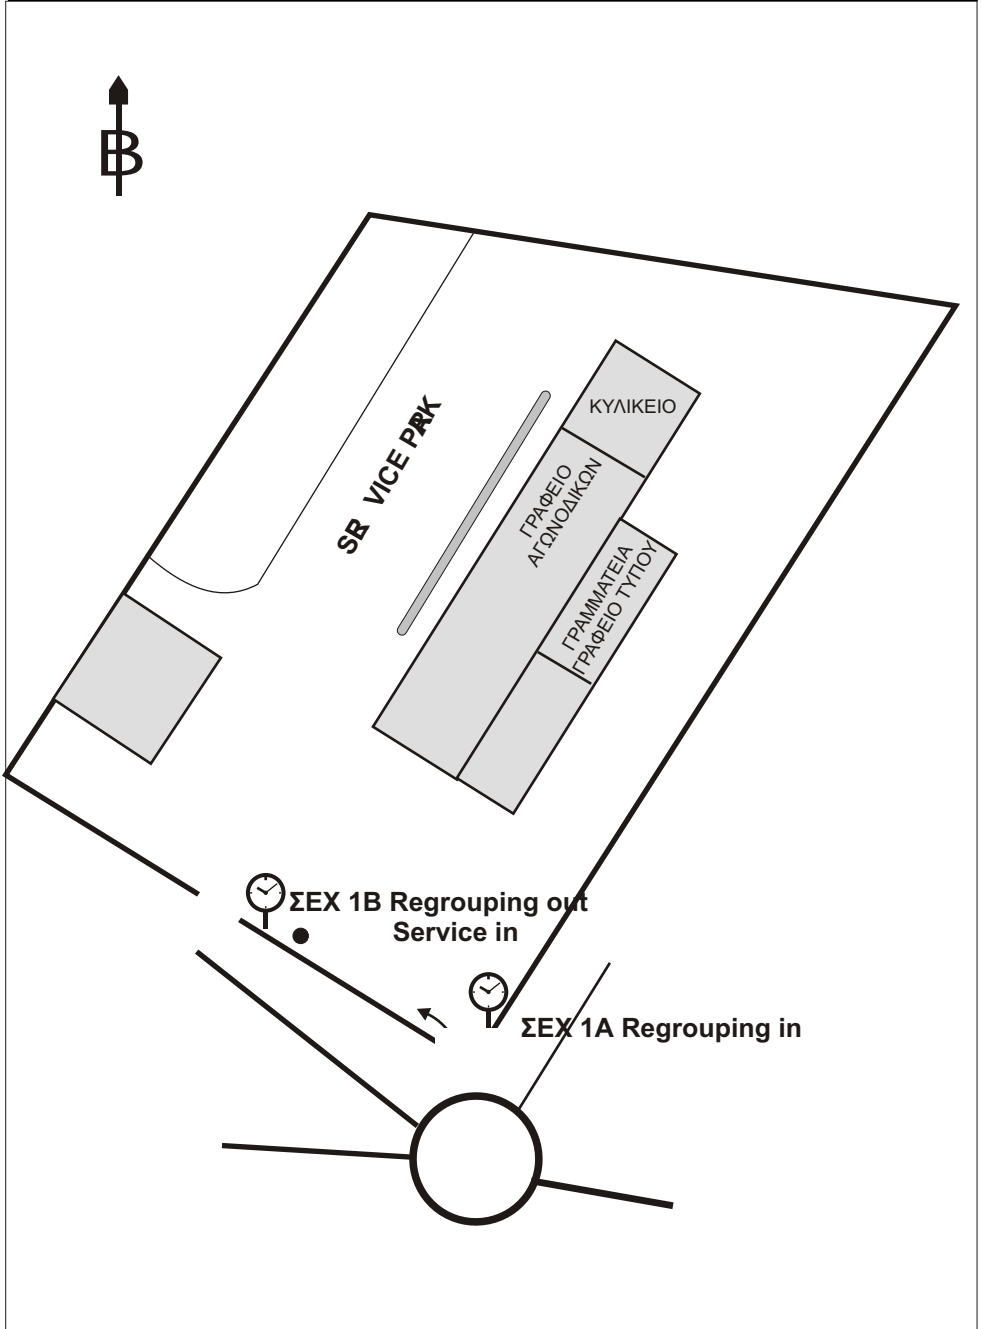 B
ΚΥΛΙΚΕΙΟ
SERVICE PARK
ΓΡΑΦΕΙΟ
ΑΓΩΝΟΔΙΚΩΝ
ΓΡΑΜΜΑΤΕΙΑ
ΓΡΑΦΕΙΟ ΤΥΠΟΥ
ΣΕΧ 1B Regrouping out
Service in
ΣΕΧ 1A Regrouping in